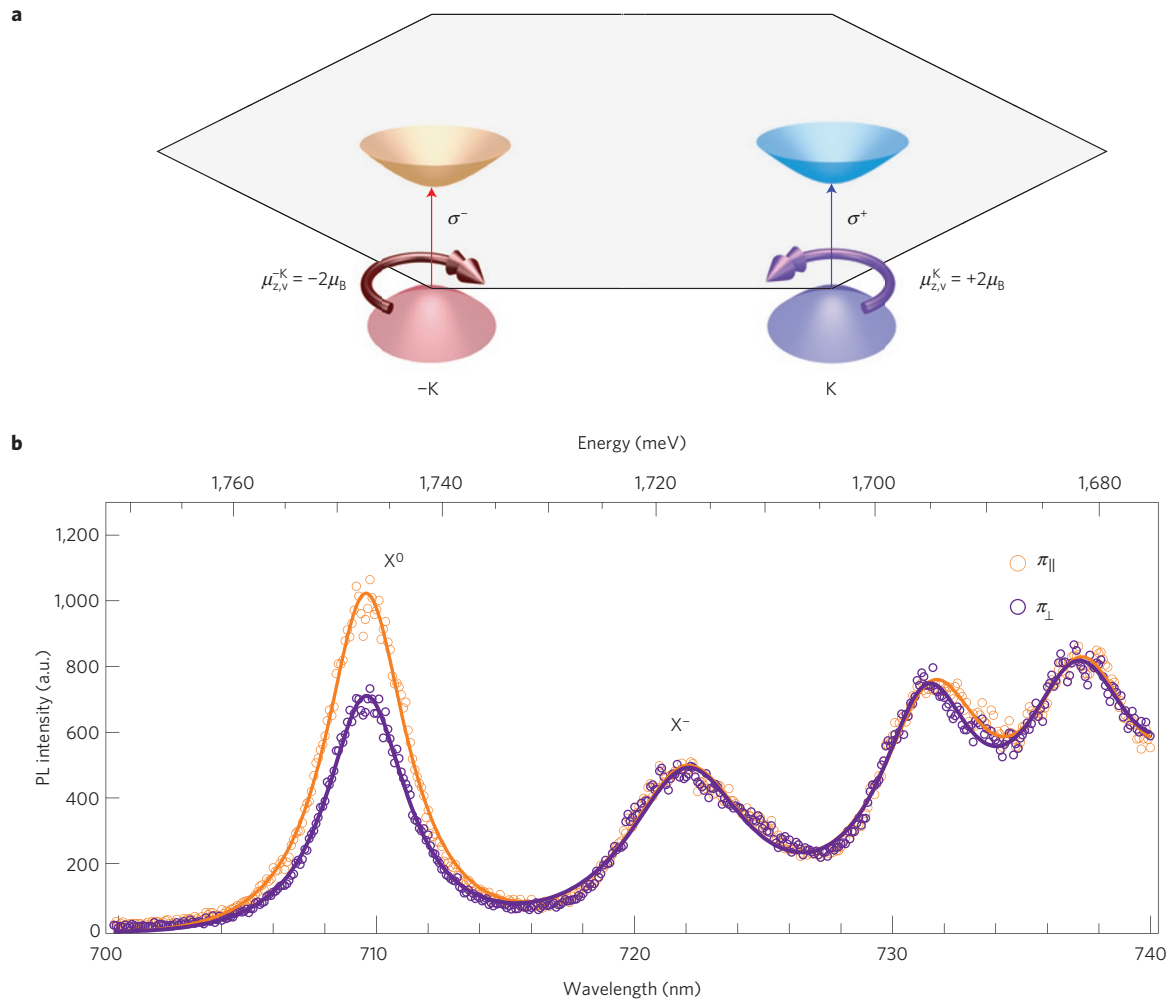 a
σ⁻
σ⁺
μ_{z,v}^{−K} = −2μ_B
μ_{z,v}^{K} = +2μ_B
−K
K
b
Energy (meV)
1,760 1,740 1,720 1,700 1,680
1,200
X⁰
π_{||}
1,000
π_⊥
800
X⁻
600
400
200
0
PL intensity (a.u.)
700 710 720 730 740
Wavelength (nm)